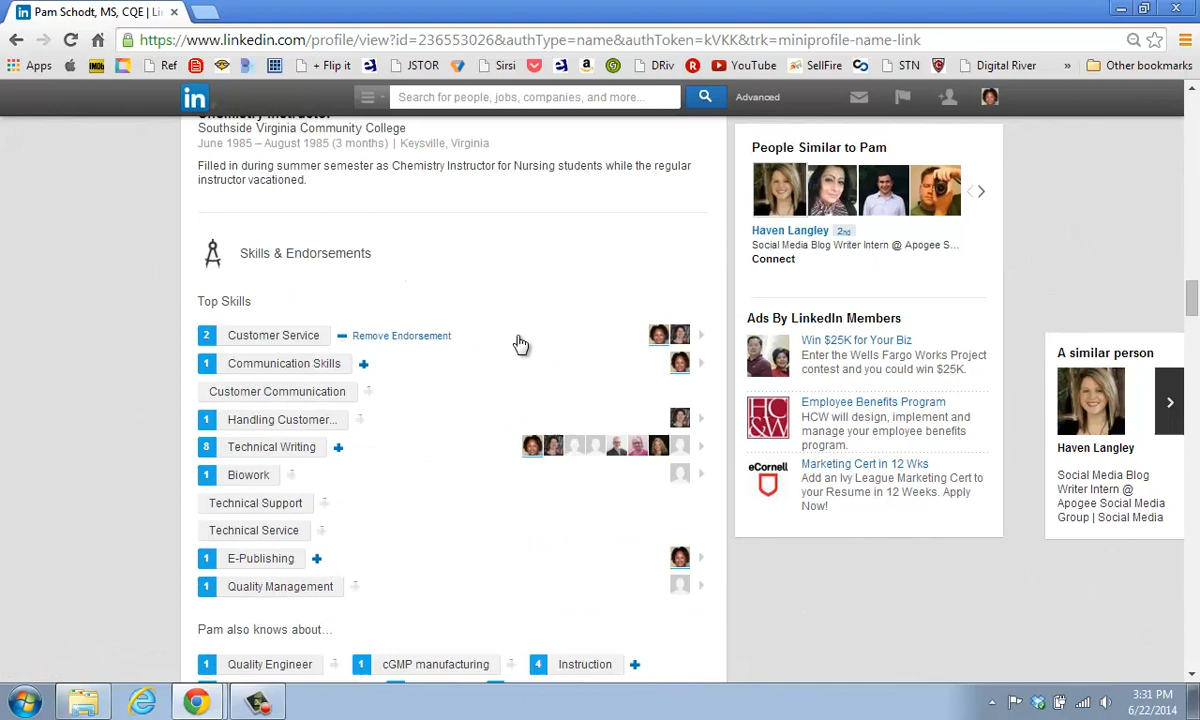 Pam Schodt, MS, CQE | Li
https://www.linkedin.com/profile/view?id=236553026&authType=name&authToken=kVKK&trk=miniprofile-name-link
Apps
IMDb
Ref
+ Flip it
JSTOR
Sirsi
DRiv
YouTube
SellFire
STN
Digital River
»
Other bookmarks
in
Search for people, jobs, companies, and more...
Advanced
Chemistry Instructor
Southside Virginia Community College
June 1985 – August 1985 (3 months) | Keysville, Virginia
Filled in during summer semester as Chemistry Instructor for Nursing students while the regular
instructor vacationed.
Skills & Endorsements
Top Skills
2 Customer Service Remove Endorsement
1 Communication Skills
Customer Communication
1 Handling Customer...
8 Technical Writing
1 Biowork
Technical Support
Technical Service
1 E-Publishing
1 Quality Management
Pam also knows about...
1 Quality Engineer 1 cGMP manufacturing 4 Instruction
People Similar to Pam
Haven Langley 2nd
Social Media Blog Writer Intern @ Apogee S...
Connect
Ads By LinkedIn Members
Win $25K for Your Biz
Enter the Wells Fargo Works Project
contest and you could win $25K.
HCW
Employee Benefits Program
HCW will design, implement and
manage your employee benefits
program.
eCornell
Marketing Cert in 12 Wks
Add an Ivy League Marketing Cert to
your Resume in 12 Weeks. Apply
Now!
A similar person
Haven Langley
Social Media Blog
Writer Intern @
Apogee Social Media
Group | Social Media
3:31 PM
6/22/2014